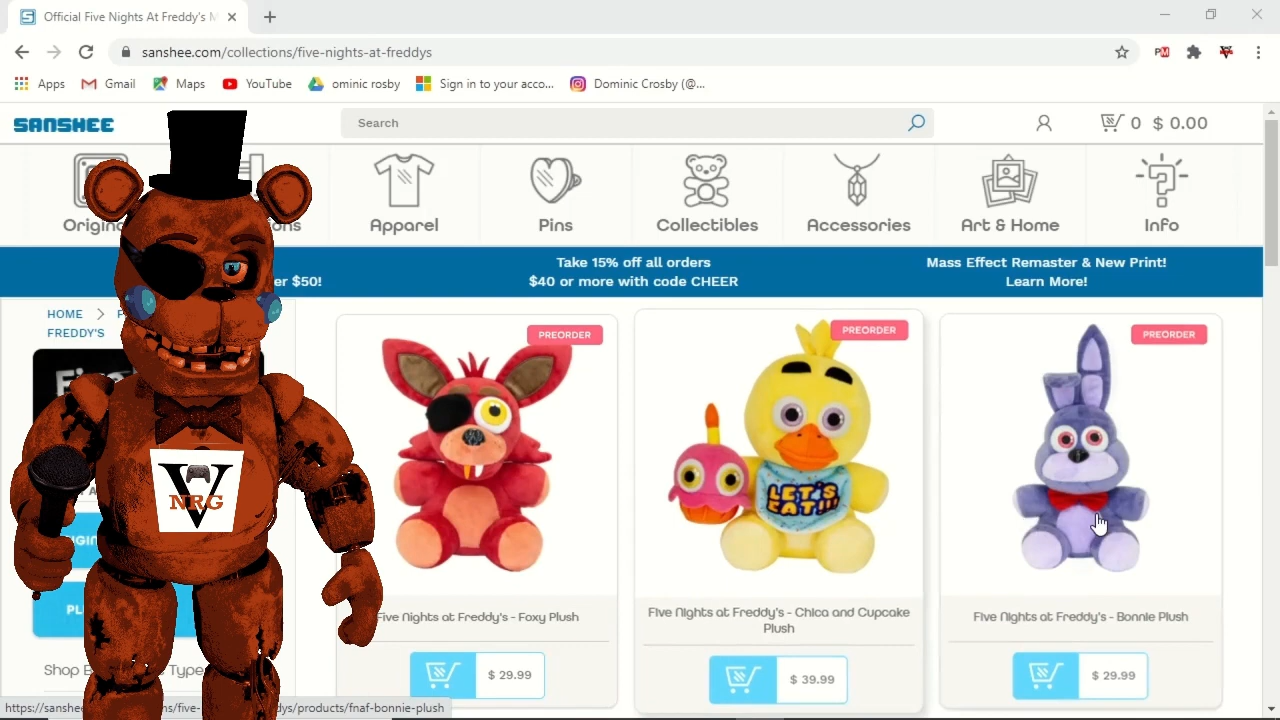 Official Five Nights At Freddy's M
sanshee.com/collections/five-nights-at-freddys
PM
Apps
Gmail
Maps
YouTube
ominic rosby
Sign in to your acco...
Dominic Crosby (@...
SANSHEE
Search
0 $ 0.00
Origin
ons
Apparel
Pins
Collectibles
Accessories
Art & Home
Info
er $50!
Take 15% off all orders
$40 or more with code CHEER
Mass Effect Remaster & New Print!
Learn More!
HOME
FREDDY'S
PREORDER
PREORDER
PREORDER
LET'S
EAT!!!
V
NRG
Five Nights at Freddy's - Foxy Plush
Five Nights at Freddy's - Chica and Cupcake
Plush
Five Nights at Freddy's - Bonnie Plush
$ 29.99
$ 39.99
$ 29.99
Shop B
Type
https://sanshee
ns/five-
dys/products/fnaf-bonnie-plush